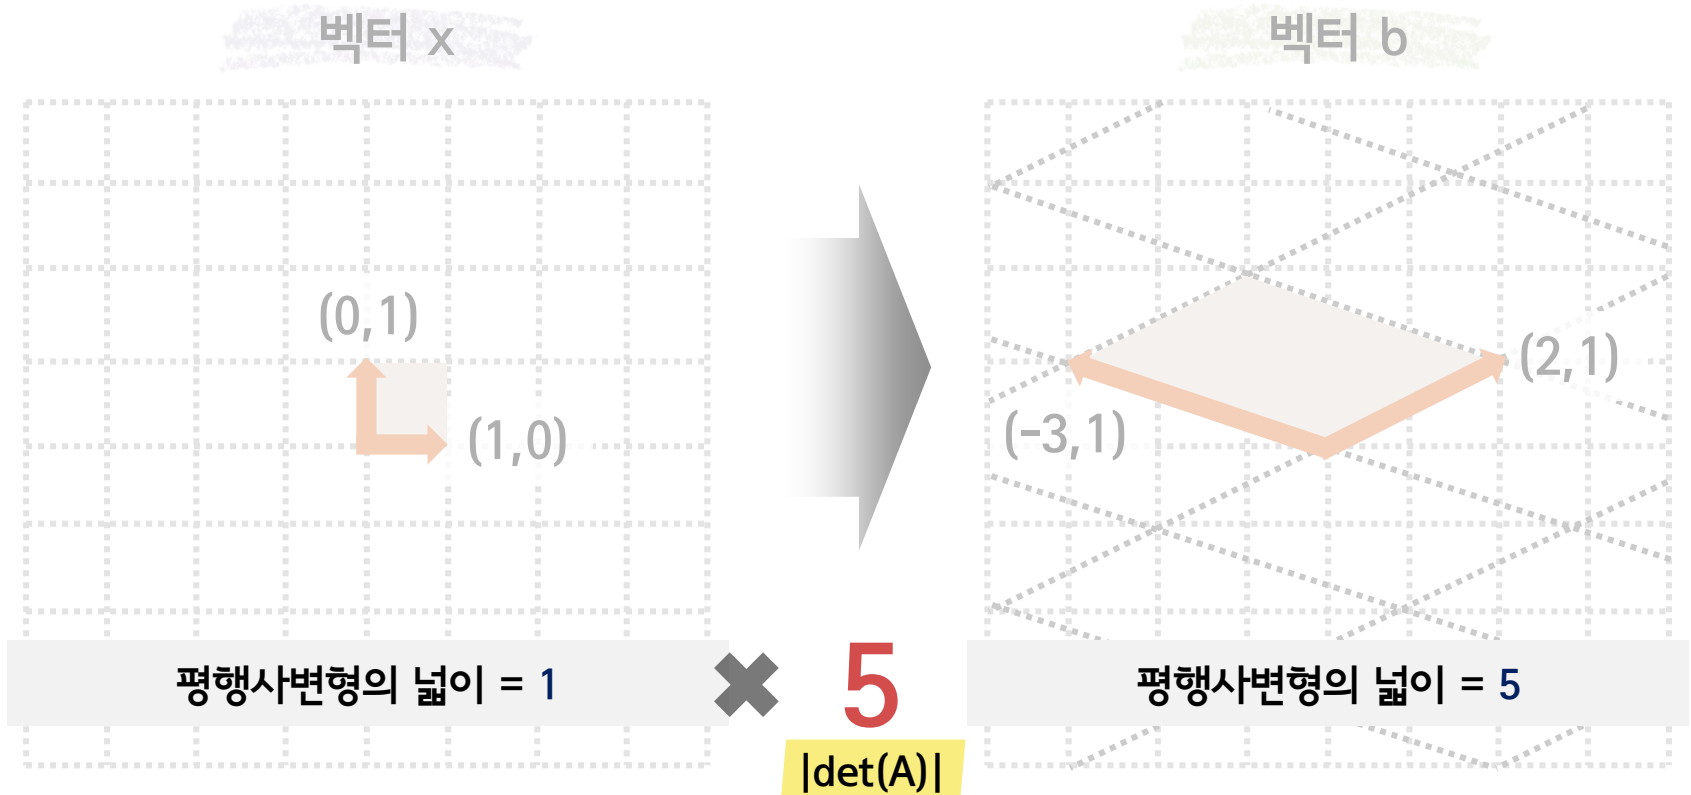 벡터 x
벡터 b
(0,1)
(1,0)
(2,1)
(-3,1)
평행사변형의 넓이 = 1
5
평행사변형의 넓이 = 5
|det(A)|